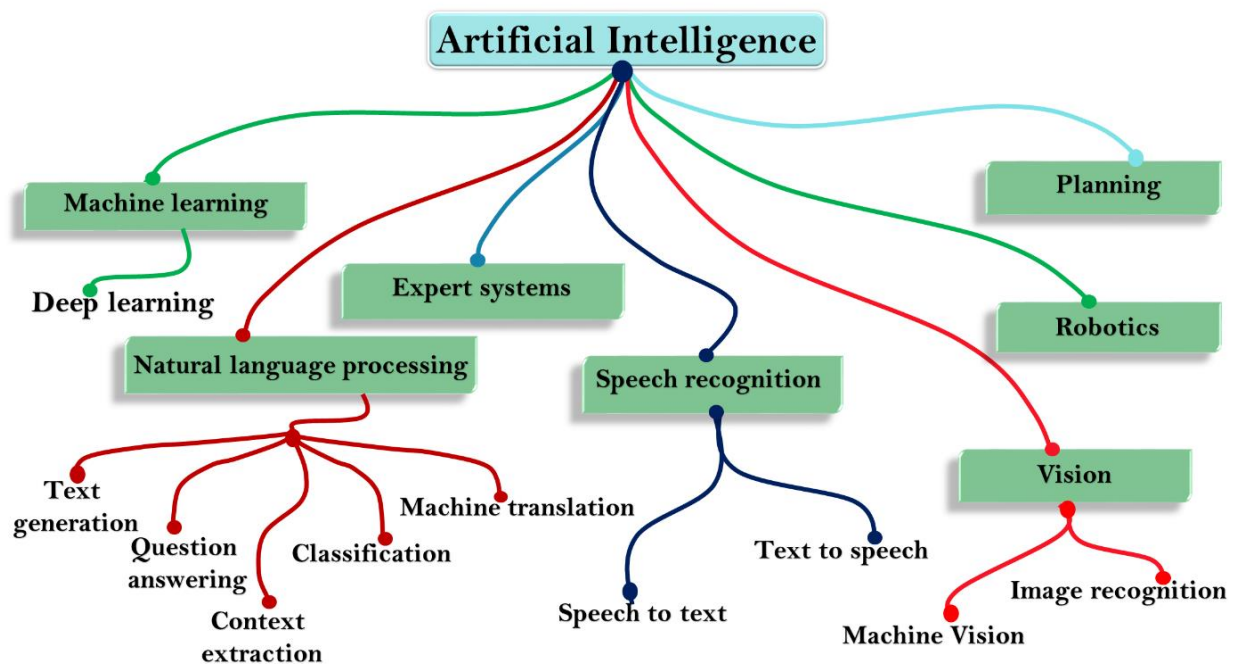 Artificial Intelligence
Machine learning
Planning
Deep learning
Expert systems
Robotics
Natural language processing
Speech recognition
Vision
Text
generation
Question
answering
Context
extraction
Classification
Machine translation
Speech to text
Text to speech
Machine Vision
Image recognition